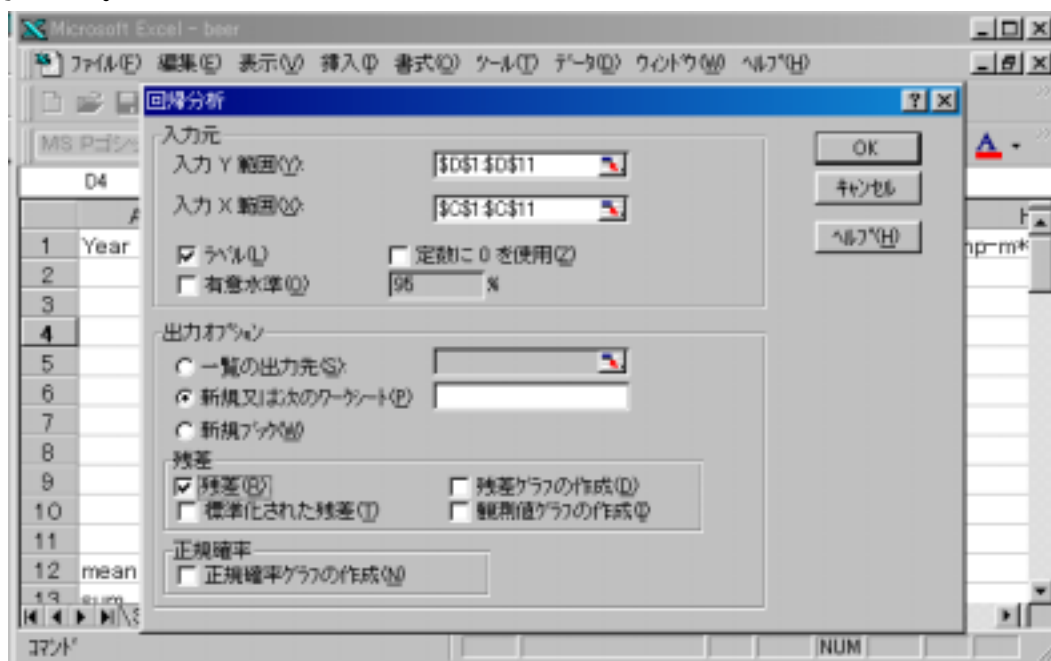 Microsoft Excel - beer
ファイル(F) 編集(E) 表示(V) 挿入(I) 書式(O) ツール(T) データ(D) ウィンドウ(W) ヘルプ(H)
回帰分析
MS Pゴシッ
入力元
入力 Y 範囲(Y): $D$1:$D$11
OK
D4
キャンセル
入力 X 範囲(X): $C$1:$C$11
ヘルプ(H)
1 Year
ラベル(L) 定数に 0 を使用(Z)
np-m*
2
有意水準(O) 95 %
3
4
出力オプション
5
一覧の出力先(S):
6
新規又は次のワークシート(P)
7
新規ブック(W)
8
残差
9
残差(R) 残差グラフの作成(D)
10
標準化された残差(T) 観測値グラフの作成(I)
11
正規確率
12 mean
正規確率グラフの作成(N)
13 sum
コマンド NUM